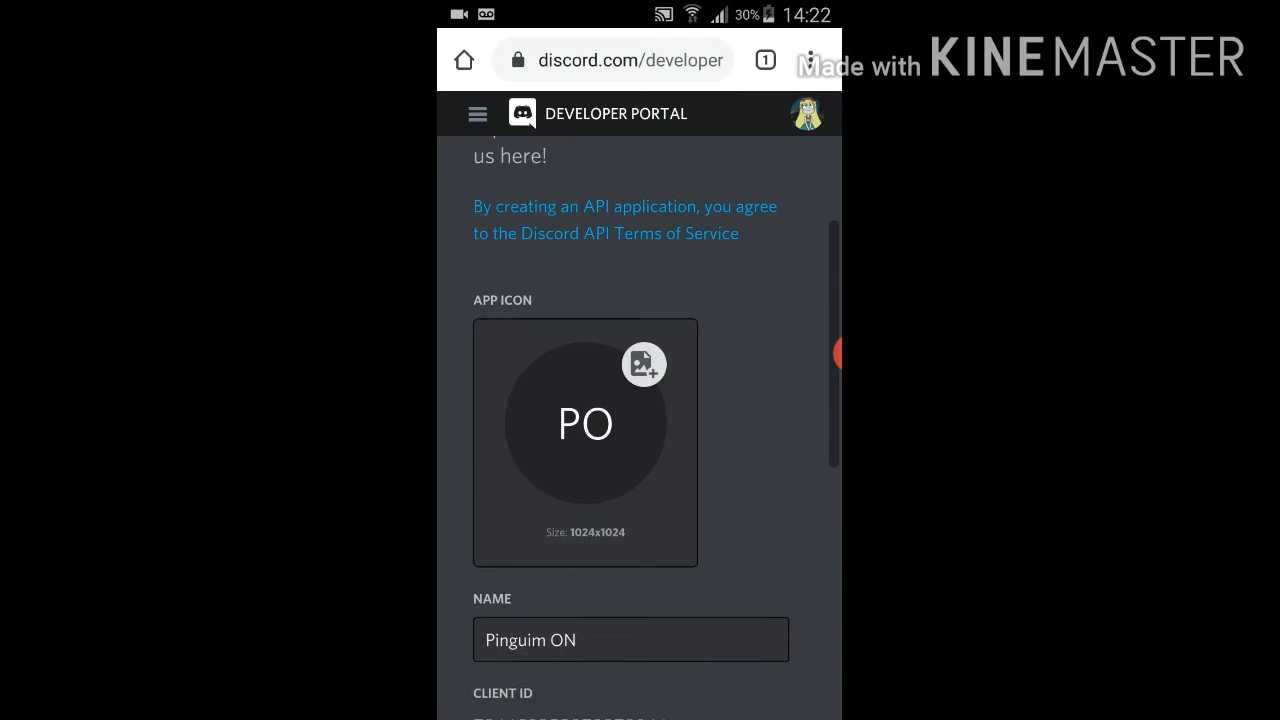 30% 14:22
discord.com/developer
1
Made with KINEMASTER
DEVELOPER PORTAL
us here!
By creating an API application, you agree
to the Discord API Terms of Service
APP ICON
PO
Size: 1024x1024
NAME
Pinguim ON
CLIENT ID